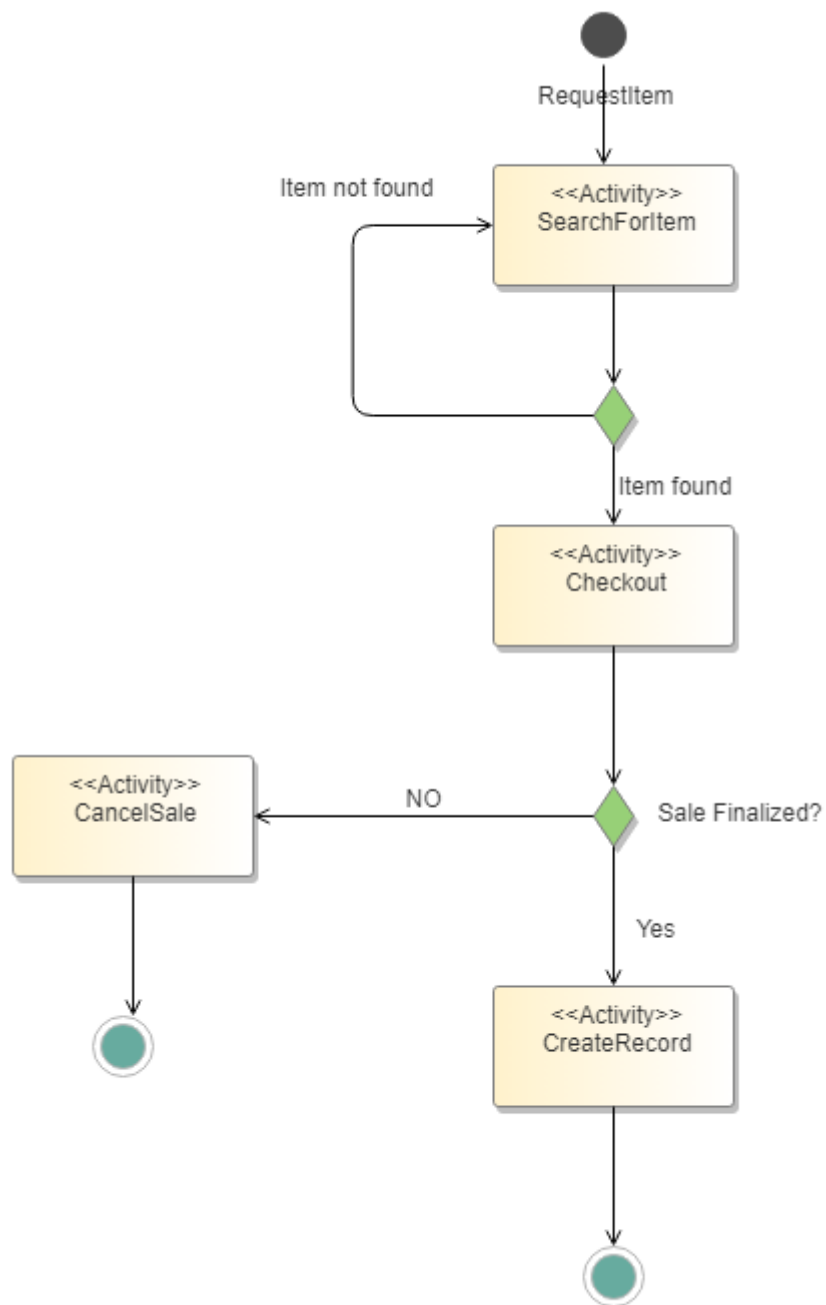 RequestItem
Item not found
<<Activity>>
SearchForItem
Item found
<<Activity>>
Checkout
<<Activity>>
CancelSale
NO
Sale Finalized?
Yes
<<Activity>>
CreateRecord